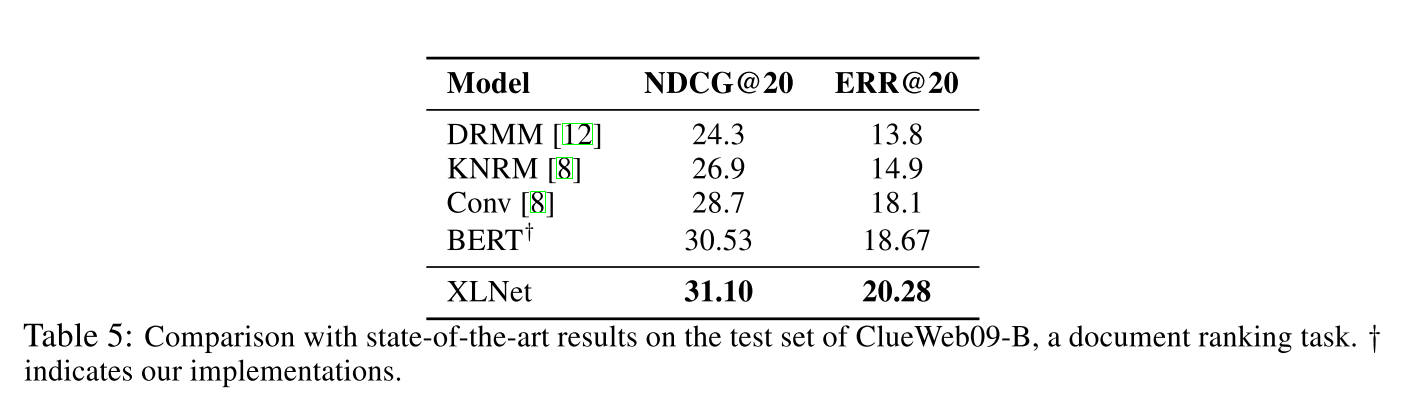 Model NDCG@20 ERR@20
DRMM [12] 24.3 13.8
KNRM [8] 26.9 14.9
Conv [8] 28.7 18.1
BERT† 30.53 18.67
XLNet 31.10 20.28
Table 5: Comparison with state-of-the-art results on the test set of ClueWeb09-B, a document ranking task. †
indicates our implementations.